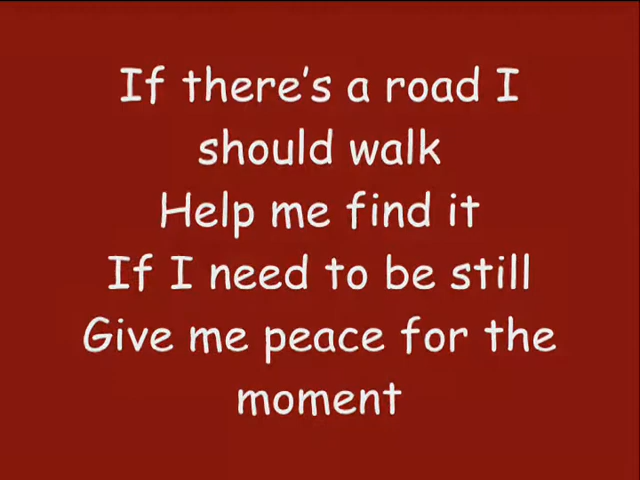 If there's a road I
should walk
Help me find it
If I need to be still
Give me peace for the
moment